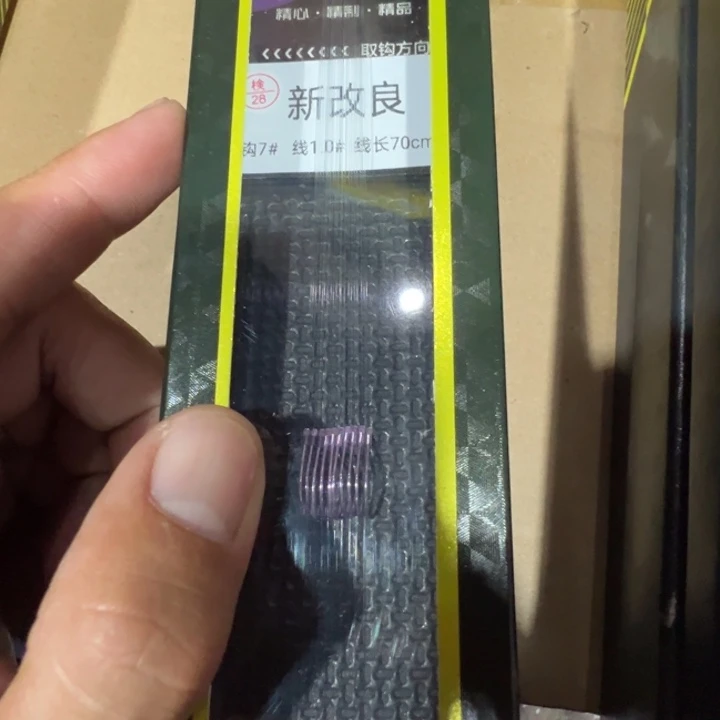 精心·精制·精品
‹‹‹‹‹‹‹‹ 取钩方向
检
28
新改良
钩7# 线1.0# 线长70cm